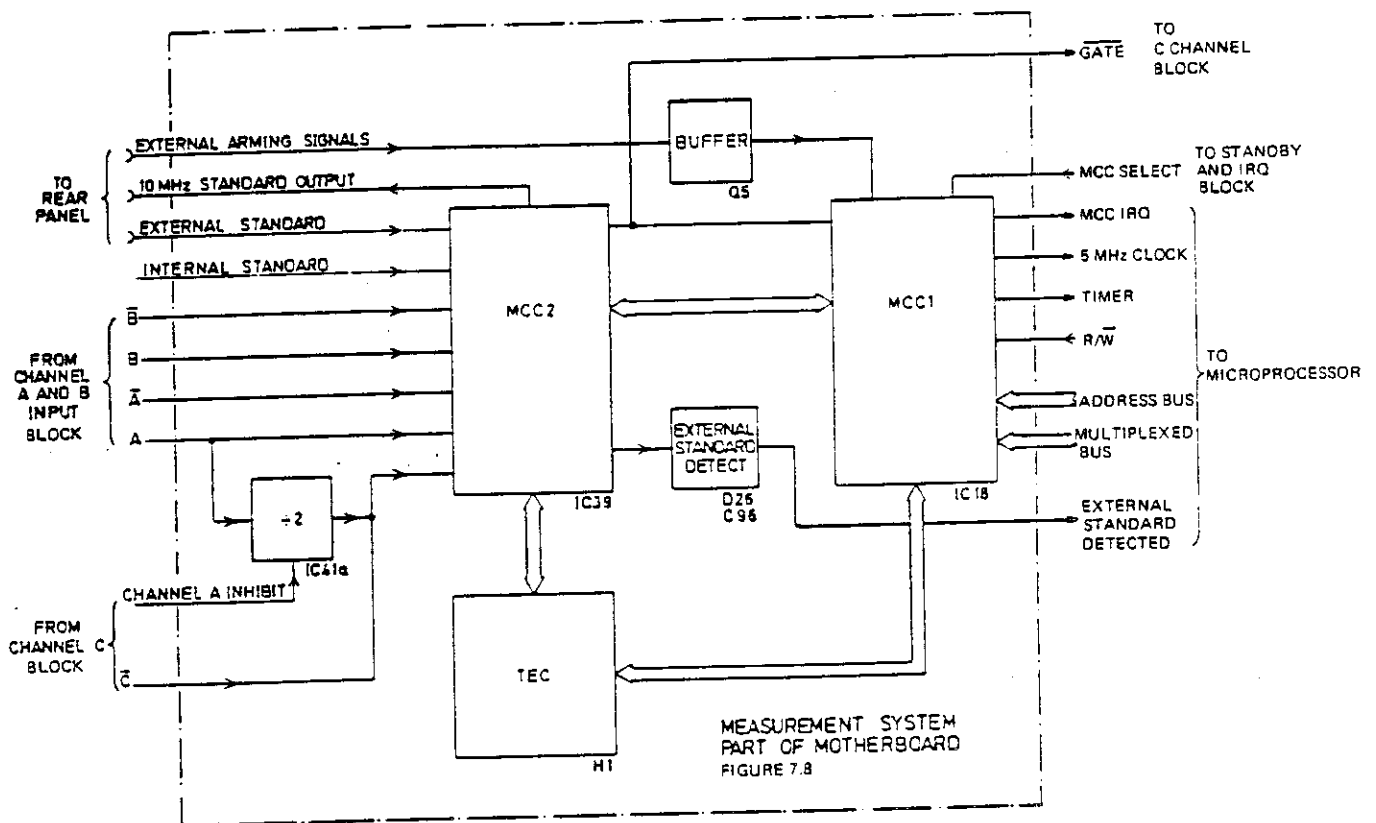 GATE
TO
C CHANNEL
BLOCK
EXTERNAL ARMING SIGNALS
BUFFER
Q5
TO
REAR
PANEL
10 MHz STANDARD OUTPUT
EXTERNAL STANDARD
INTERNAL STANDARD
MCC SELECT
TO STANDBY
AND IRQ
BLOCK
MCC IRQ
5 MHz CLOCK
TIMER
R/W̅
ADDRESS BUS
MULTIPLEXED
BUS
EXTERNAL
STANDARD
DETECTED
TO
MICROPROCESSOR
MCC2
IC39
MCC1
IC18
FROM
CHANNEL
A AND B
INPUT
BLOCK
B̅
B
A̅
A
EXTERNAL
STANDARD
DETECT
D26
C96
÷2
IC41a
CHANNEL A INHIBIT
FROM
CHANNEL C
BLOCK
C̅
TEC
H1
MEASUREMENT SYSTEM
PART OF MOTHERBOARD
FIGURE 7.8